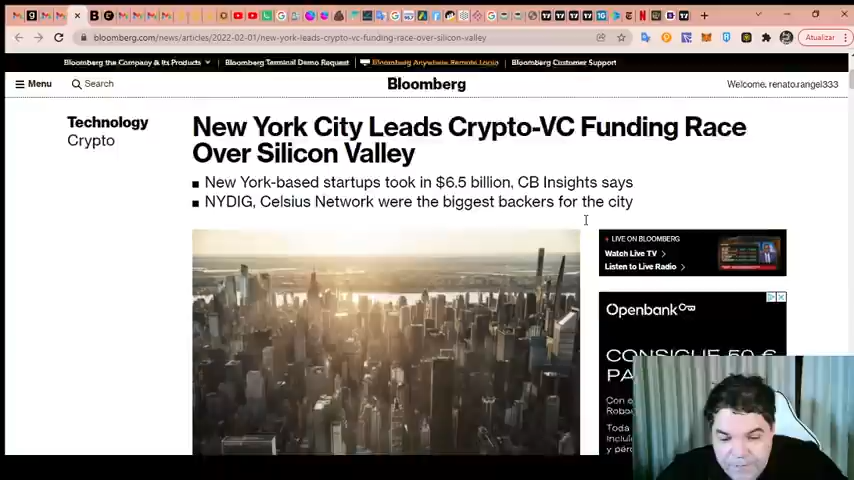 bloomberg.com/news/articles/2022-02-01/new-york-leads-crypto-vc-funding-race-over-silicon-valley
Atualizar
Bloomberg the Company & Its Products
Bloomberg Terminal Demo Request
Bloomberg Anywhere Remote Login
Bloomberg Customer Support
Menu
Search
Bloomberg
Welcome, renato.rangel333
Technology
Crypto
New York City Leads Crypto-VC Funding Race
Over Silicon Valley
New York-based startups took in $6.5 billion, CB Insights says
NYDIG, Celsius Network were the biggest backers for the city
LIVE ON BLOOMBERG
Watch Live TV
Listen to Live Radio
Openbank
CONSIGUE 50 €
Con e
Robo
Toda